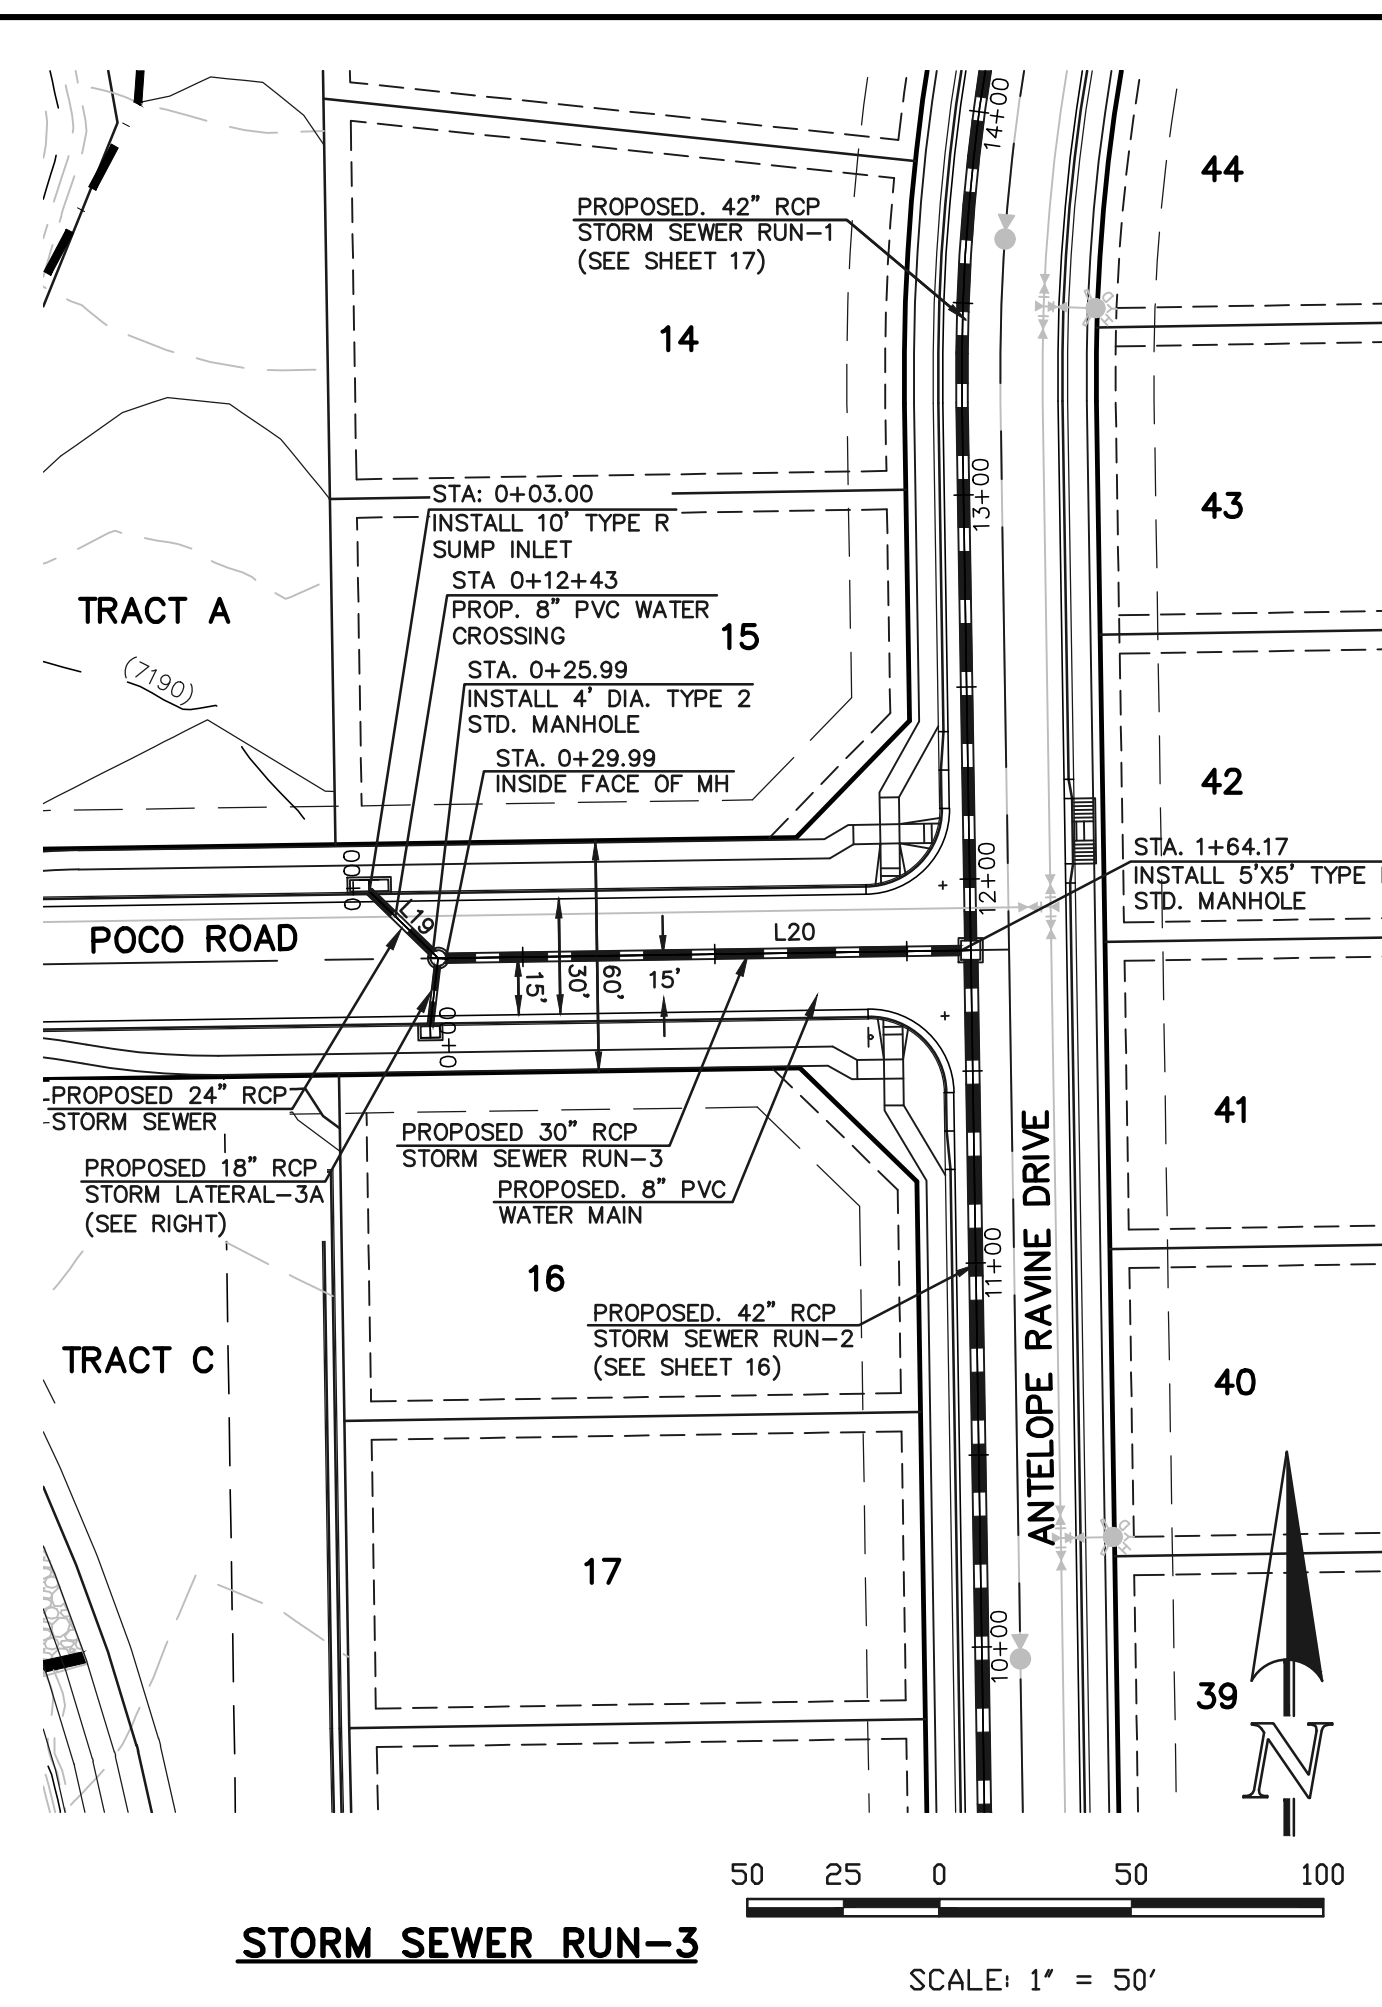 14+00
44
PROPOSED. 42" RCP
STORM SEWER RUN-1
(SEE SHEET 17)
14
13+00
43
STA: 0+03.00
INSTALL 10' TYPE R
SUMP INLET
STA 0+12+43
PROP. 8" PVC WATER
CROSSING
15
TRACT A
(7190)
STA. 0+25.99
INSTALL 4' DIA. TYPE 2
STD. MANHOLE
STA. 0+29.99
INSIDE FACE OF MH
42
STA. 1+64.17
INSTALL 5'X5' TYPE
STD. MANHOLE
12+00
0+00
L19
POCO ROAD
L20
15'
30'
60'
15'
0+00
PROPOSED 24" RCP
STORM SEWER
PROPOSED 18" RCP
STORM LATERAL-3A
(SEE RIGHT)
PROPOSED 30" RCP
STORM SEWER RUN-3
PROPOSED. 8" PVC
WATER MAIN
41
ANTELOPE RAVINE DRIVE
11+00
16
PROPOSED. 42" RCP
STORM SEWER RUN-2
(SEE SHEET 16)
TRACT C
40
17
10+00
39
N
50 25 0 50 100
STORM SEWER RUN-3
SCALE: 1" = 50'